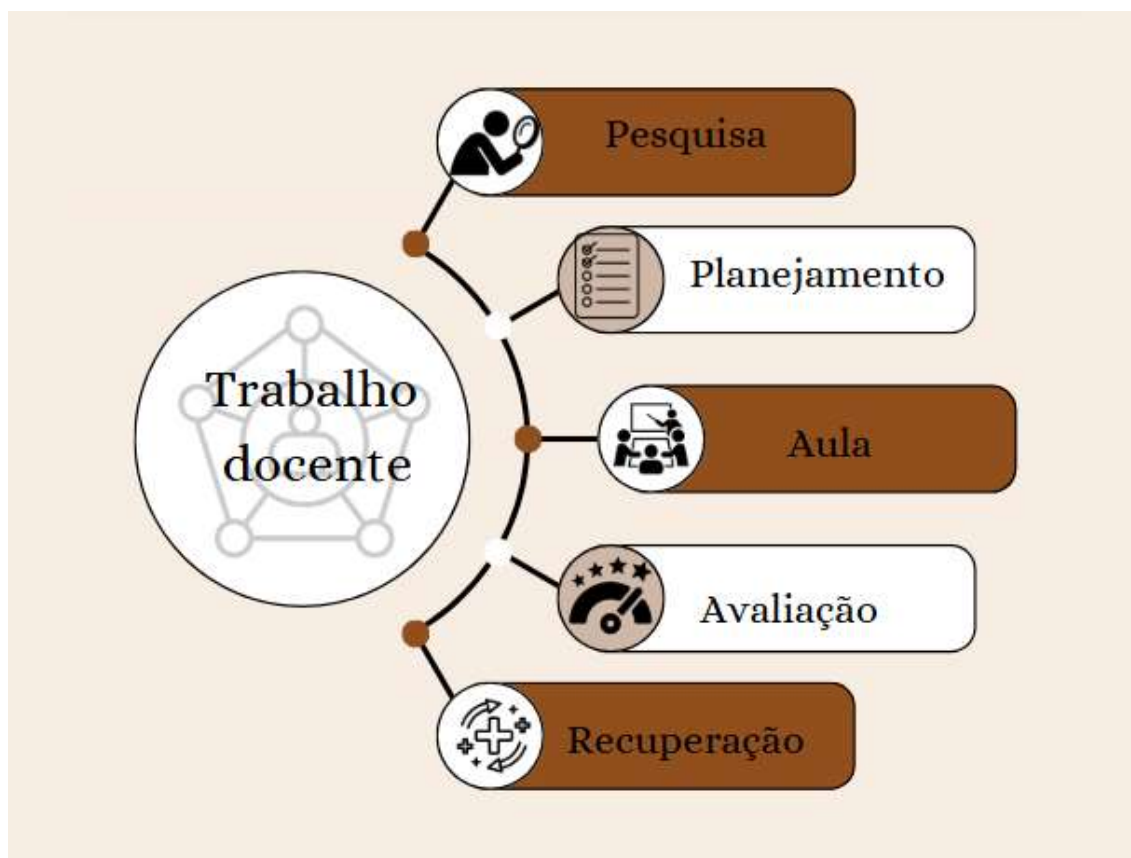 Pesquisa
Planejamento
Trabalho
docente
Aula
Avaliação
Recuperação